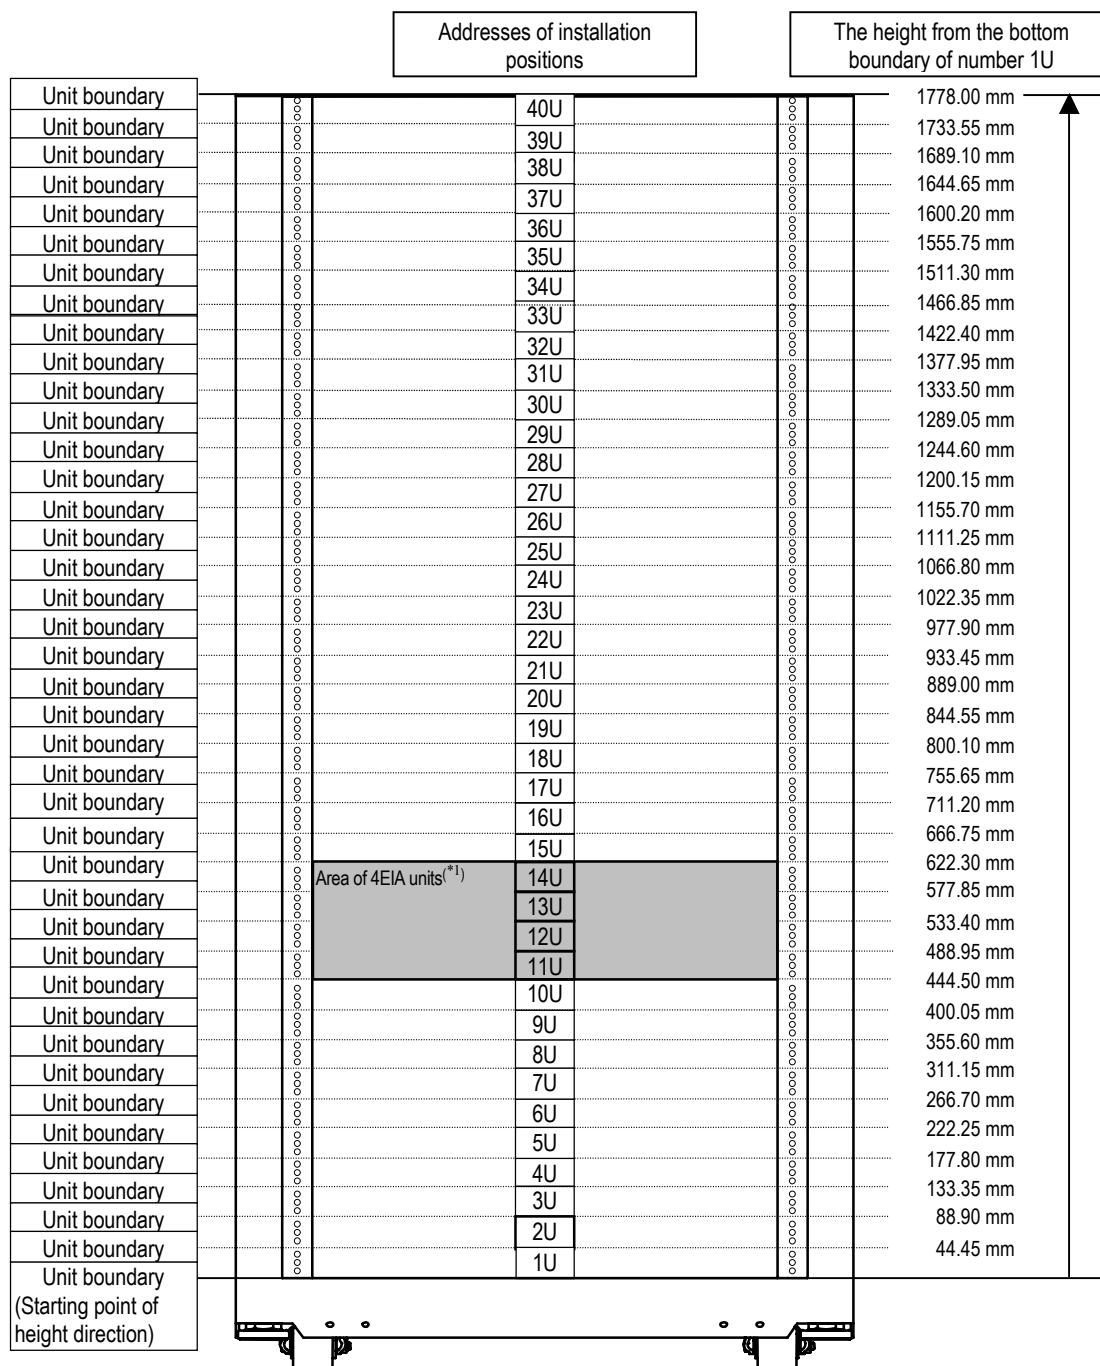 Addresses of installation
positions
The height from the bottom
boundary of number 1U
Unit boundary 40U 1778.00 mm
Unit boundary 39U 1733.55 mm
Unit boundary 38U 1689.10 mm
Unit boundary 37U 1644.65 mm
Unit boundary 36U 1600.20 mm
Unit boundary 35U 1555.75 mm
Unit boundary 34U 1511.30 mm
Unit boundary 33U 1466.85 mm
Unit boundary 32U 1422.40 mm
Unit boundary 31U 1377.95 mm
Unit boundary 30U 1333.50 mm
Unit boundary 29U 1289.05 mm
Unit boundary 28U 1244.60 mm
Unit boundary 27U 1200.15 mm
Unit boundary 26U 1155.70 mm
Unit boundary 25U 1111.25 mm
Unit boundary 24U 1066.80 mm
Unit boundary 23U 1022.35 mm
Unit boundary 22U 977.90 mm
Unit boundary 21U 933.45 mm
Unit boundary 20U 889.00 mm
Unit boundary 19U 844.55 mm
Unit boundary 18U 800.10 mm
Unit boundary 17U 755.65 mm
Unit boundary 16U 711.20 mm
Unit boundary 15U 666.75 mm
Unit boundary Area of 4EIA units(*1) 14U 622.30 mm
Unit boundary 13U 577.85 mm
Unit boundary 12U 533.40 mm
Unit boundary 11U 488.95 mm
Unit boundary 10U 444.50 mm
Unit boundary 9U 400.05 mm
Unit boundary 8U 355.60 mm
Unit boundary 7U 311.15 mm
Unit boundary 6U 266.70 mm
Unit boundary 5U 222.25 mm
Unit boundary 4U 177.80 mm
Unit boundary 3U 133.35 mm
Unit boundary 2U 88.90 mm
Unit boundary 1U 44.45 mm
Unit boundary
(Starting point of
height direction)